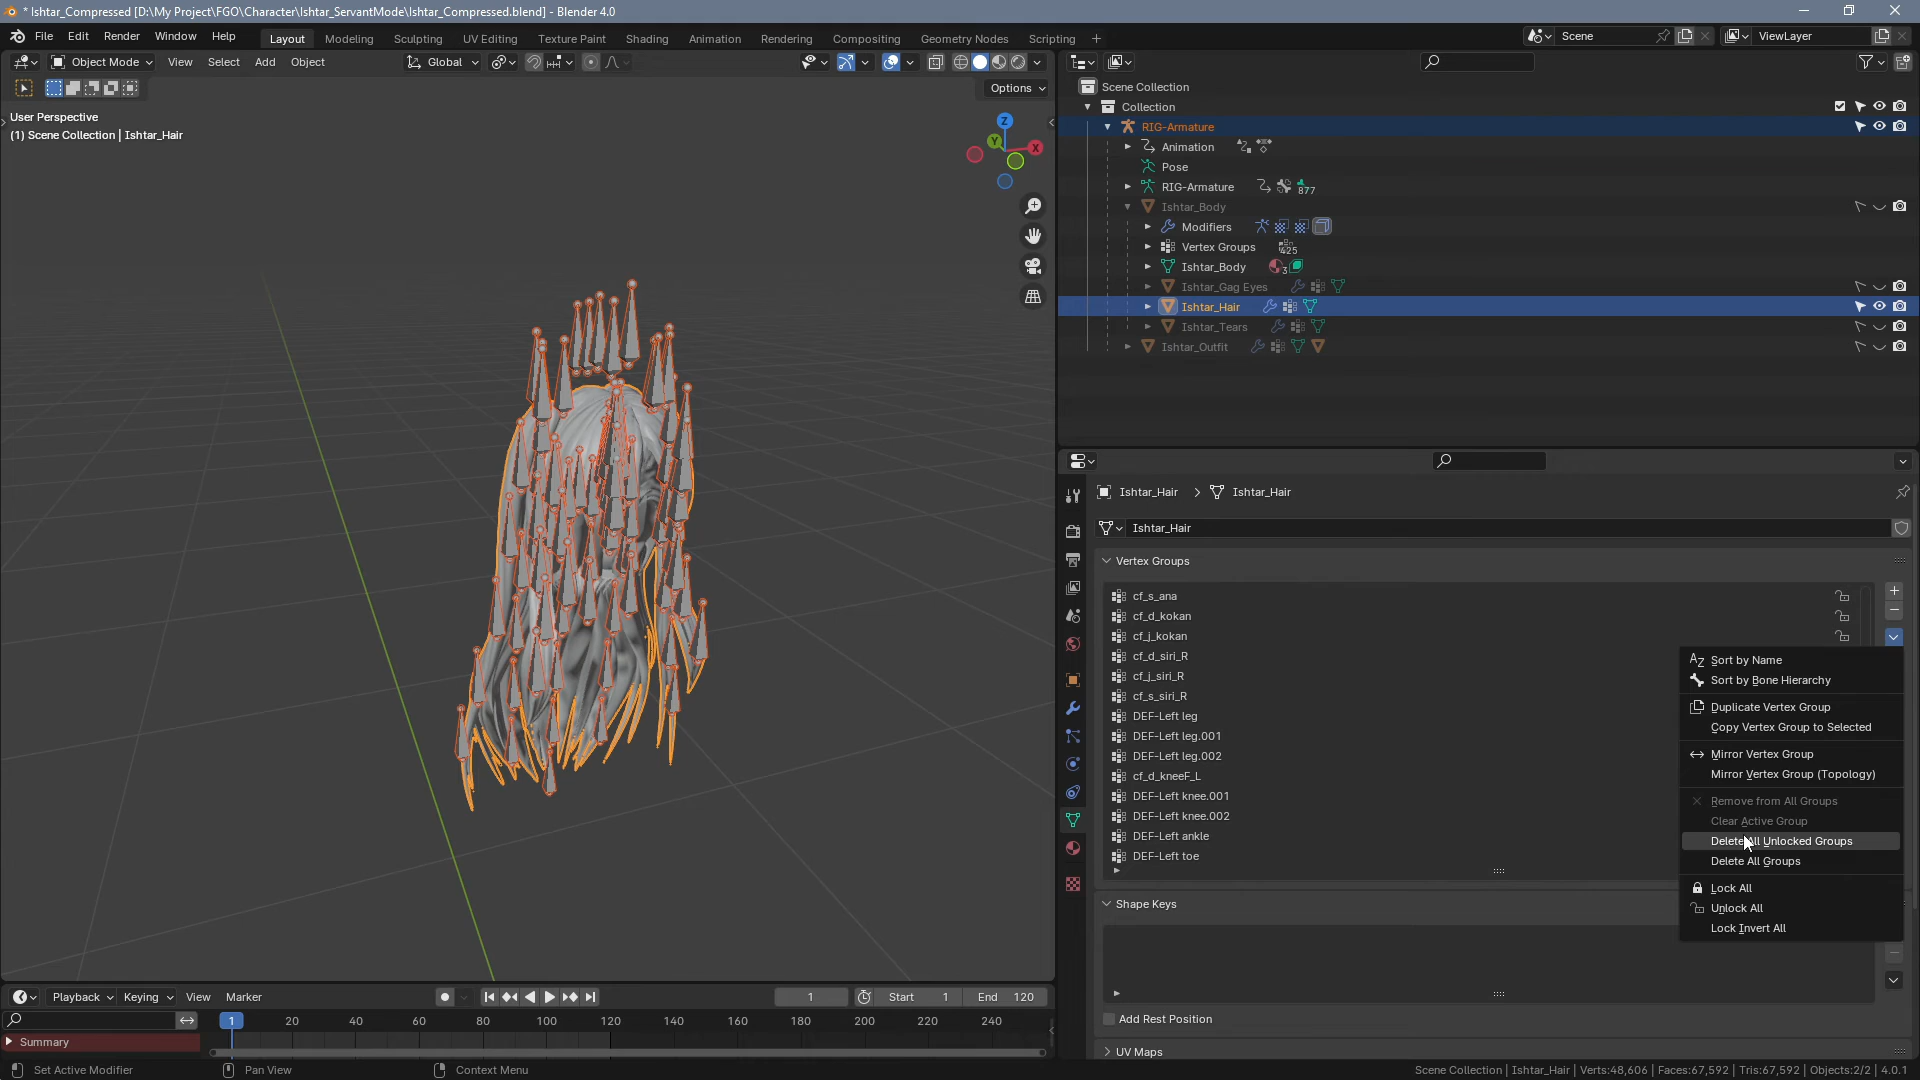 * Ishtar_Compressed [D:\My Project\FGO\Character\Ishtar_ServantMode\Ishtar_Compressed.blend] - Blender 4.0
File Edit Render Window Help Layout Modeling Sculpting UV Editing Texture Paint Shading Animation Rendering Compositing Geometry Nodes Scripting + Scene ViewLayer
Object Mode View Select Add Object Global
Options
User Perspective
(1) Scene Collection | Ishtar_Hair
Z
Y
X
Scene Collection
Collection
RIG-Armature
Animation
Pose
RIG-Armature 877
Ishtar_Body
Modifiers
Vertex Groups 425
Ishtar_Body 3
Ishtar_Gag Eyes
Ishtar_Hair
Ishtar_Tears
Ishtar_Outfit
Ishtar_Hair > Ishtar_Hair
Ishtar_Hair
Vertex Groups
cf_s_ana
cf_d_kokan
cf_j_kokan
cf_d_siri_R
cf_j_siri_R
cf_s_siri_R
DEF-Left leg
DEF-Left leg.001
DEF-Left leg.002
cf_d_kneeF_L
DEF-Left knee.001
DEF-Left knee.002
DEF-Left ankle
DEF-Left toe
Sort by Name
Sort by Bone Hierarchy
Duplicate Vertex Group
Copy Vertex Group to Selected
Mirror Vertex Group
Mirror Vertex Group (Topology)
Remove from All Groups
Clear Active Group
Delete All Unlocked Groups
Delete All Groups
Lock All
Unlock All
Lock Invert All
Shape Keys
Add Rest Position
UV Maps
Playback Keying View Marker 1 Start 1 End 120
1 20 40 60 80 100 120 140 160 180 200 220 240
Summary
Set Active Modifier Pan View Context Menu Scene Collection | Ishtar_Hair | Verts:48,606 | Faces:67,592 | Tris:67,592 | Objects:2/2 | 4.0.1